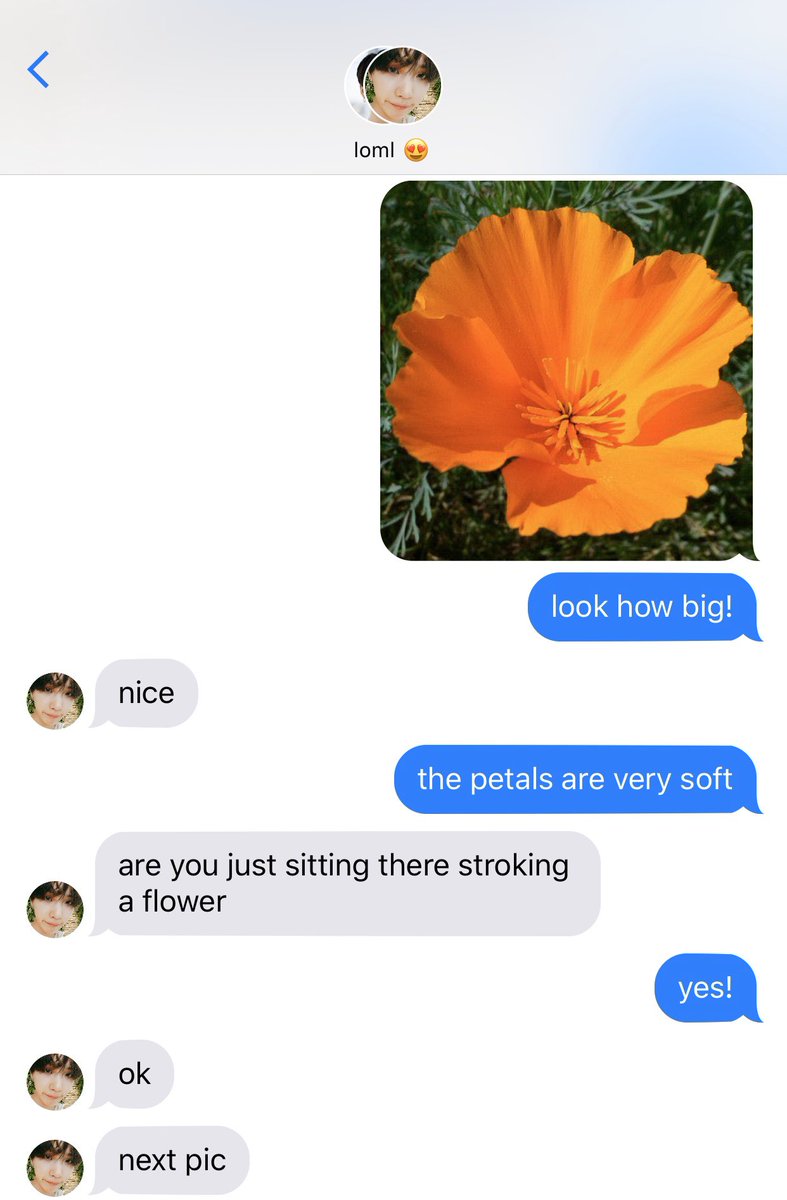 loml 😍
look how big!
nice
the petals are very soft
are you just sitting there stroking
a flower
yes!
ok
next pic